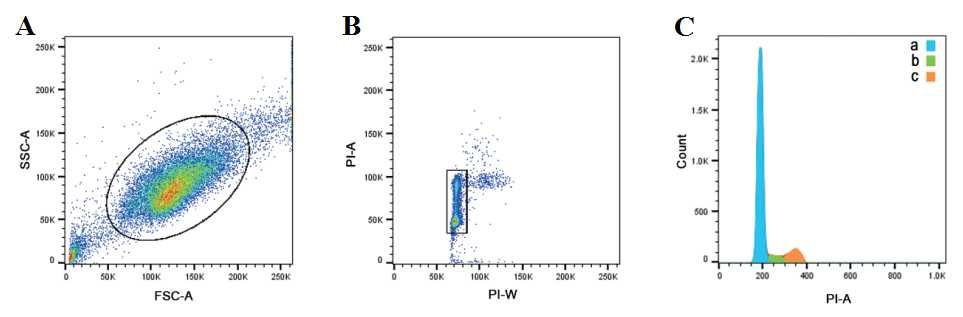 A
B
C
250K
200K
150K
100K
50K
0
SSC-A
0
50K
100K
150K
200K
250K
FSC-A
250K
200K
150K
100K
50K
0
PI-A
0
50K
100K
150K
200K
250K
PI-W
a
b
c
2.0K
1.5K
1.0K
500
0
Count
0
200
400
600
800
1.0K
PI-A